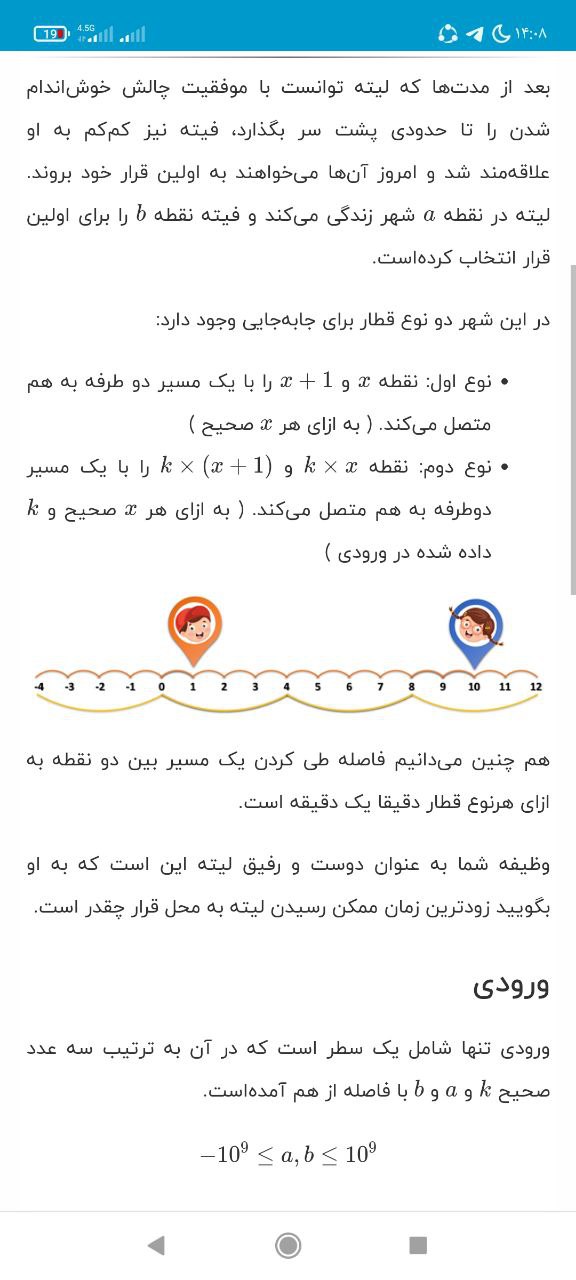 19 4.5G ۱۴:۰۸
بعد از مدت‌ها که لیته توانست با موفقیت چالش خوش‌اندام
شدن را تا حدودی پشت سر بگذارد، فیته نیز کم‌کم به او
علاقه‌مند شد و امروز آن‌ها می‌خواهند به اولین قرار خود بروند.
لیته در نقطه a شهر زندگی می‌کند و فیته نقطه b را برای اولین
قرار انتخاب کرده‌است.
در این شهر دو نوع قطار برای جابه‌جایی وجود دارد:
• نوع اول: نقطه x و x + 1 را با یک مسیر دو طرفه به هم
متصل می‌کند. ( به ازای هر x صحیح )
• نوع دوم: نقطه k × x و k × (x + 1) را با یک مسیر
دوطرفه به هم متصل می‌کند. ( به ازای هر x صحیح و k
داده شده در ورودی )
-4 -3 -2 -1 0 1 2 3 4 5 6 7 8 9 10 11 12
هم چنین می‌دانیم فاصله طی کردن یک مسیر بین دو نقطه به
ازای هرنوع قطار دقیقا یک دقیقه است.
وظیفه شما به عنوان دوست و رفیق لیته این است که به او
بگویید زودترین زمان ممکن رسیدن لیته به محل قرار چقدر است.
ورودی
ورودی تنها شامل یک سطر است که در آن به ترتیب سه عدد
صحیح k و a و b با فاصله از هم آمده‌است.
−10⁹ ≤ a, b ≤ 10⁹